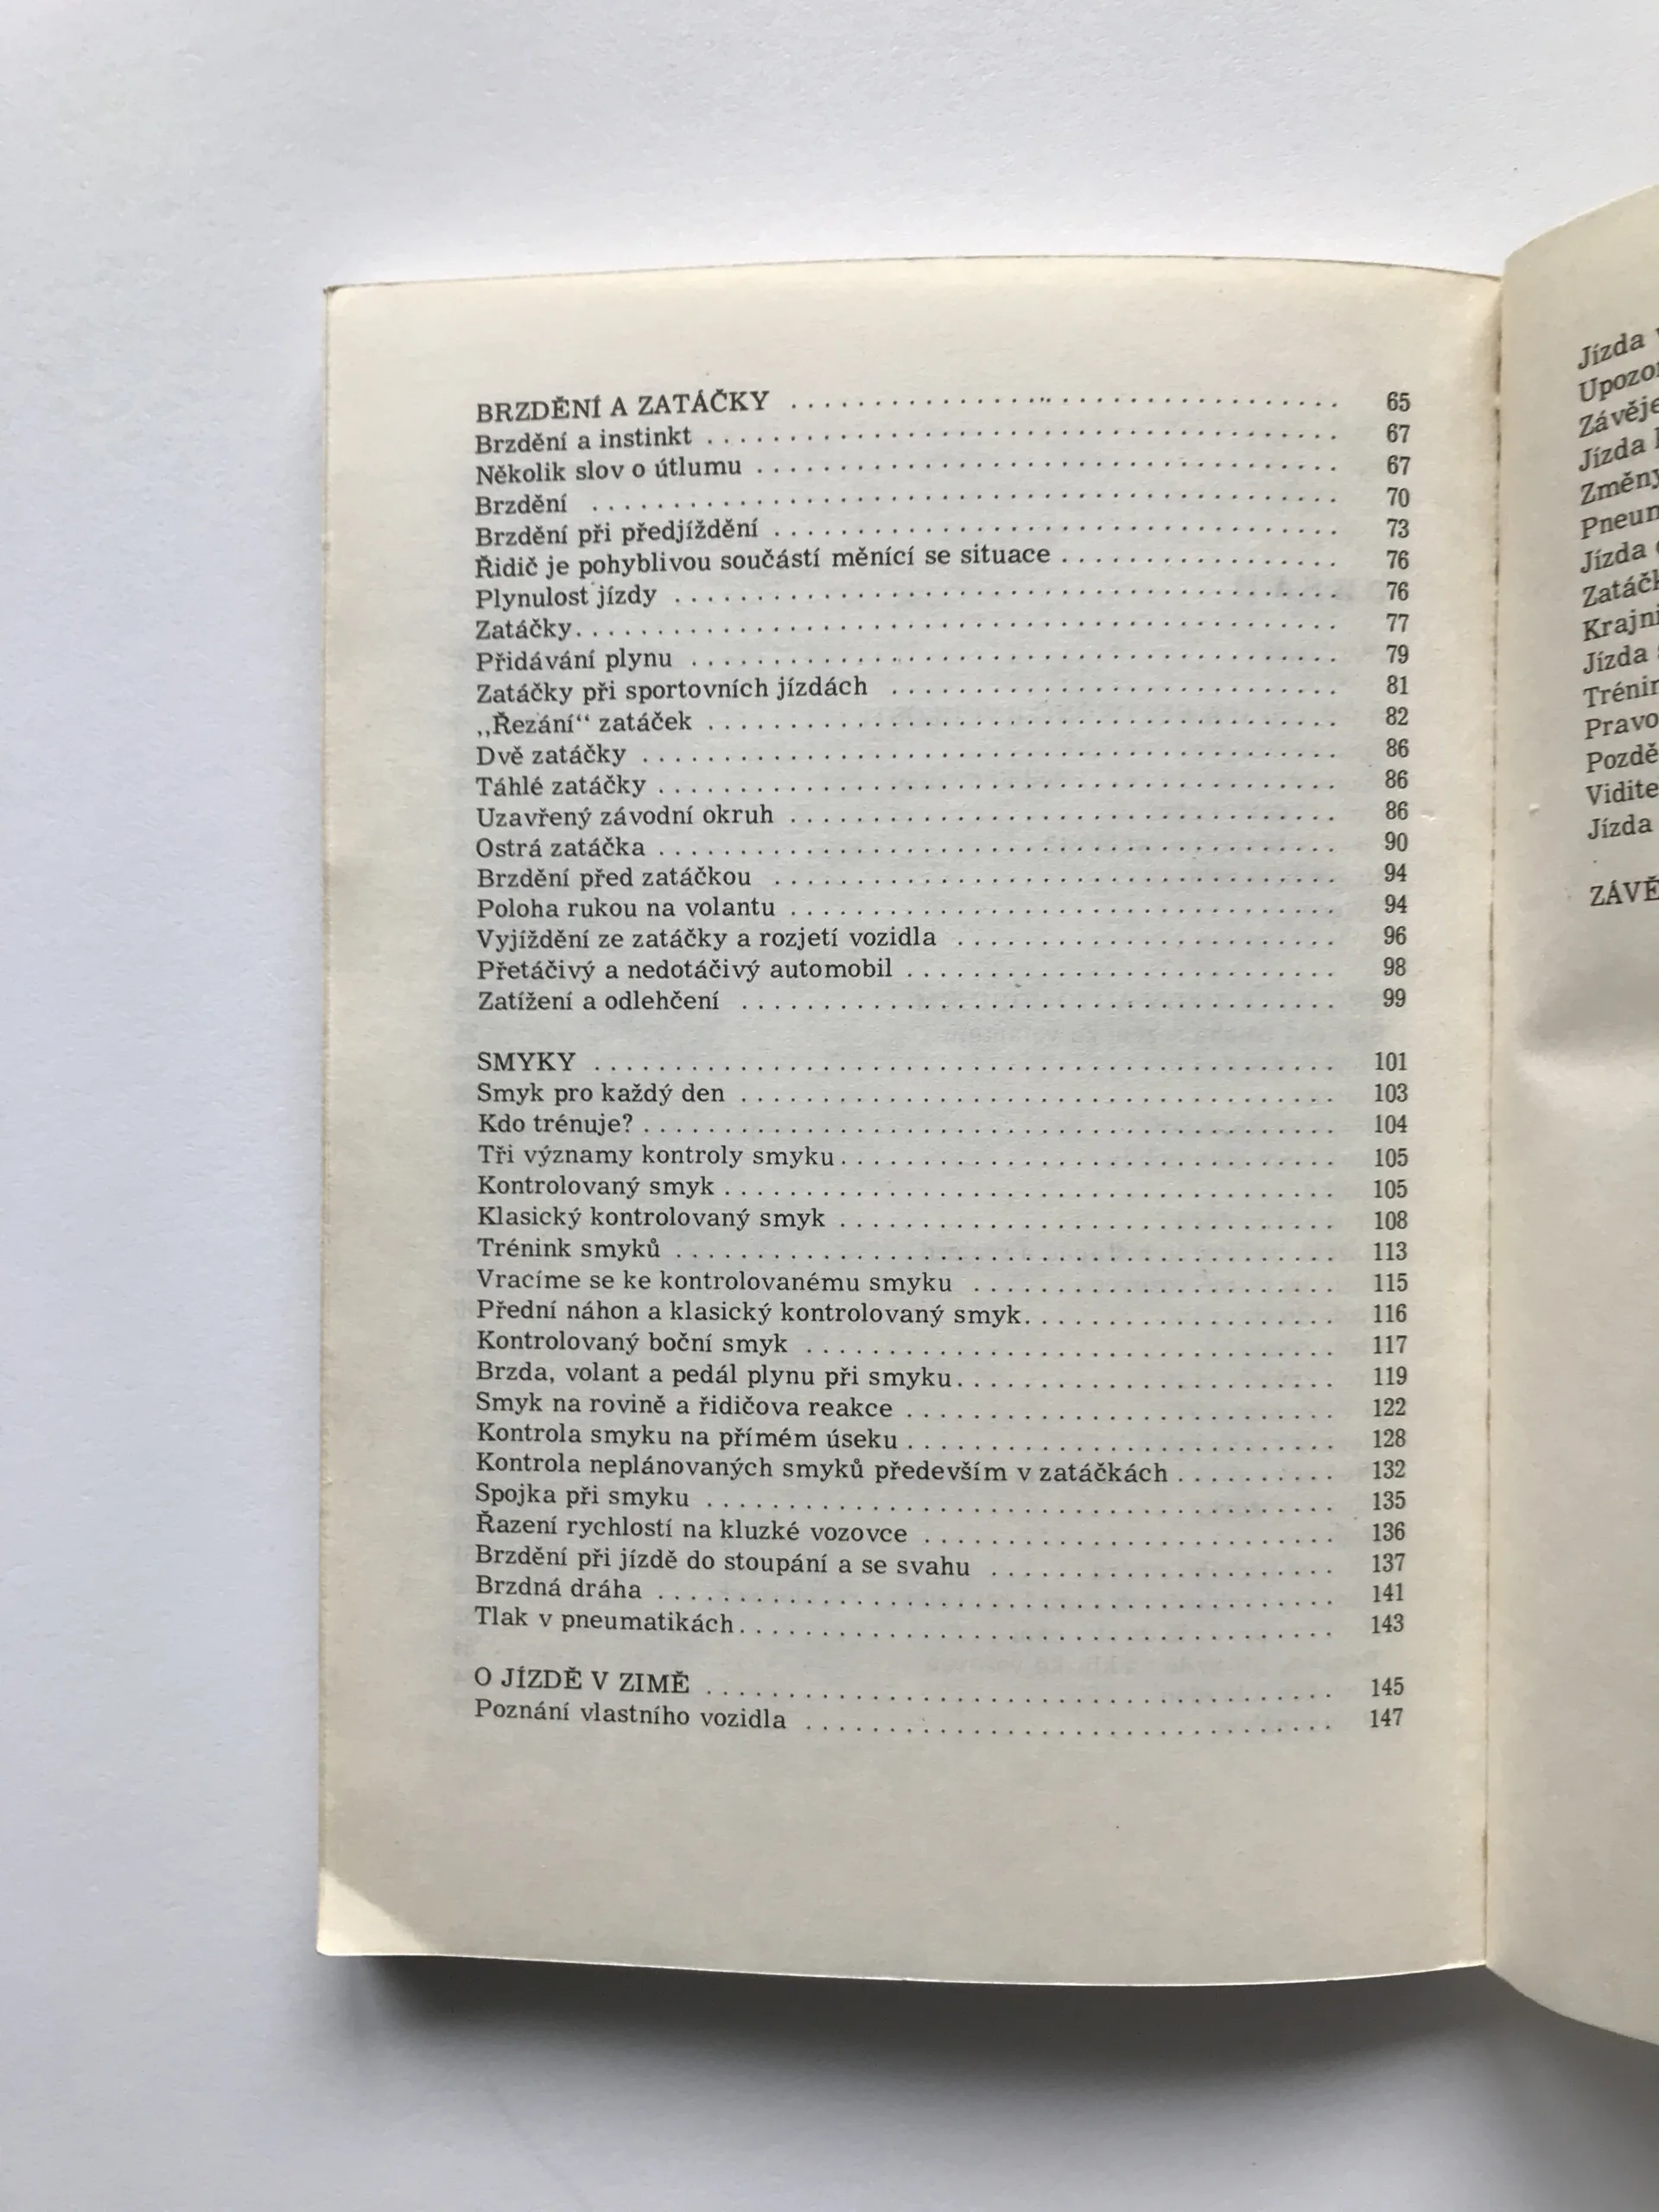 BRZDĚNÍ A ZATÁČKY 65
Brzdění a instinkt 67
Několik slov o útlumu 67
Brzdění 70
Brzdění při předjíždění 73
Řidič je pohyblivou součástí měnící se situace 76
Plynulost jízdy 76
Zatáčky 77
Přidávání plynu 79
Zatáčky při sportovních jízdách 81
„Řezání“ zatáček 82
Dvě zatáčky 86
Táhlé zatáčky 86
Uzavřený závodní okruh 86
Ostrá zatáčka 90
Brzdění před zatáčkou 94
Poloha rukou na volantu 94
Vyjíždění ze zatáčky a rozjetí vozidla 96
Přetáčivý a nedotáčivý automobil 98
Zatížení a odlehčení 99
SMYKY 101
Smyk pro každý den 103
Kdo trénuje? 104
Tři významy kontroly smyku 105
Kontrolovaný smyk 105
Klasický kontrolovaný smyk 108
Trénink smyků 113
Vracíme se ke kontrolovanému smyku 115
Přední náhon a klasický kontrolovaný smyk 116
Kontrolovaný boční smyk 117
Brzda, volant a pedál plynu při smyku 119
Smyk na rovině a řidičova reakce 122
Kontrola smyku na přímém úseku 128
Kontrola neplánovaných smyků především v zatáčkách 132
Spojka při smyku 135
Řazení rychlostí na kluzké vozovce 136
Brzdění při jízdě do stoupání a se svahu 137
Brzdná dráha 141
Tlak v pneumatikách 143
O JÍZDĚ V ZIMĚ 145
Poznání vlastního vozidla 147
Jízda
Jízda
Jízda
Jízda
Jízda